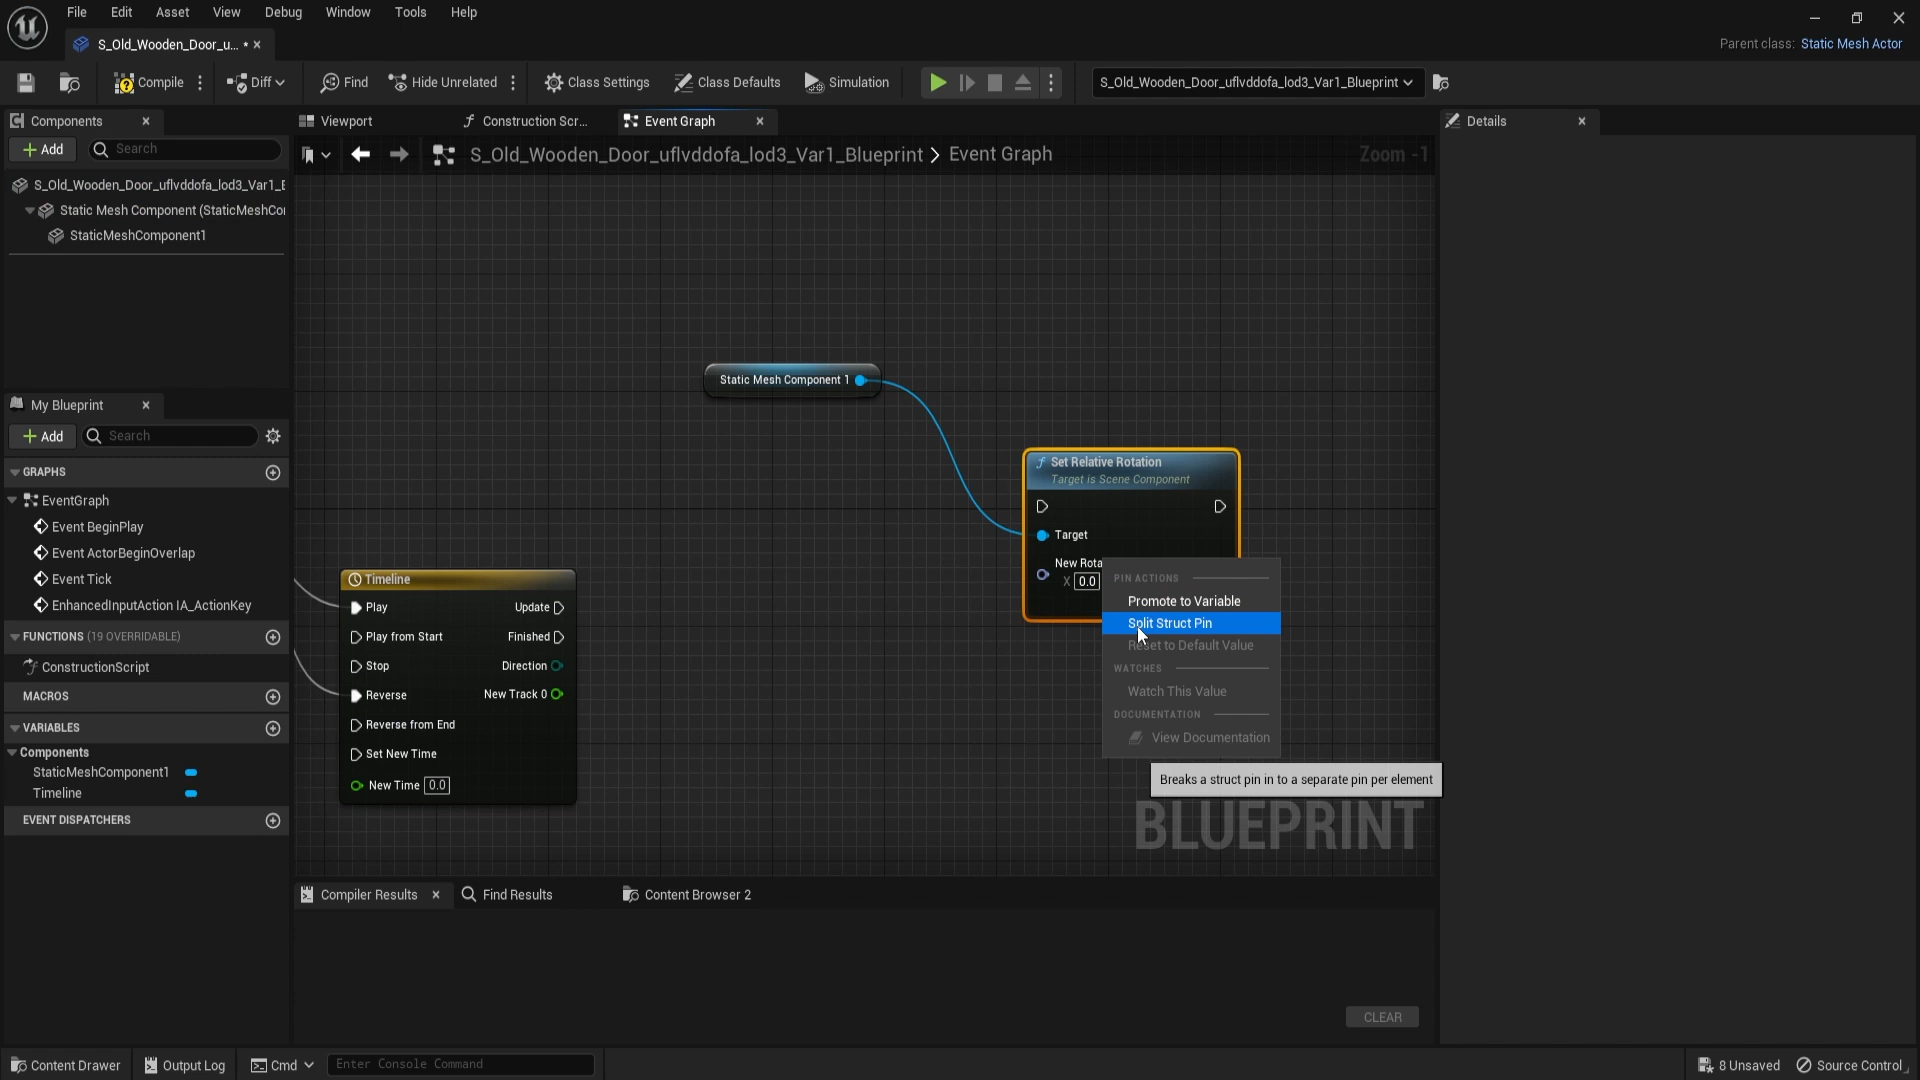 File Edit Asset View Debug Window Tools Help
S_Old_Wooden_Door_u... *
Parent class: Static Mesh Actor
Compile Diff Find Hide Unrelated Class Settings Class Defaults Simulation S_Old_Wooden_Door_uflvddofa_lod3_Var1_Blueprint
Components
Viewport
Construction Scr...
Event Graph
Details
+ Add Search
S_Old_Wooden_Door_uflvddofa_lod3_Var1_Blueprint > Event Graph
Zoom -1
S_Old_Wooden_Door_uflvddofa_lod3_Var1_E
Static Mesh Component (StaticMeshCo
StaticMeshComponent1
My Blueprint
+ Add Search
GRAPHS
EventGraph
Event BeginPlay
Event ActorBeginOverlap
Event Tick
EnhancedInputAction IA_ActionKey
FUNCTIONS (19 OVERRIDABLE)
ConstructionScript
MACROS
VARIABLES
Components
StaticMeshComponent1
Timeline
EVENT DISPATCHERS
Static Mesh Component 1
Set Relative Rotation
Target is Scene Component
Target
New Rota
X 0.0
Timeline
Play Update
Play from Start Finished
Stop Direction
Reverse New Track 0
Reverse from End
Set New Time
New Time 0.0
PIN ACTIONS
Promote to Variable
Split Struct Pin
Reset to Default Value
WATCHES
Watch This Value
DOCUMENTATION
View Documentation
Breaks a struct pin in to a separate pin per element
BLUEPRINT
Compiler Results
Find Results
Content Browser 2
CLEAR
Content Drawer Output Log Cmd Enter Console Command 8 Unsaved Source Control